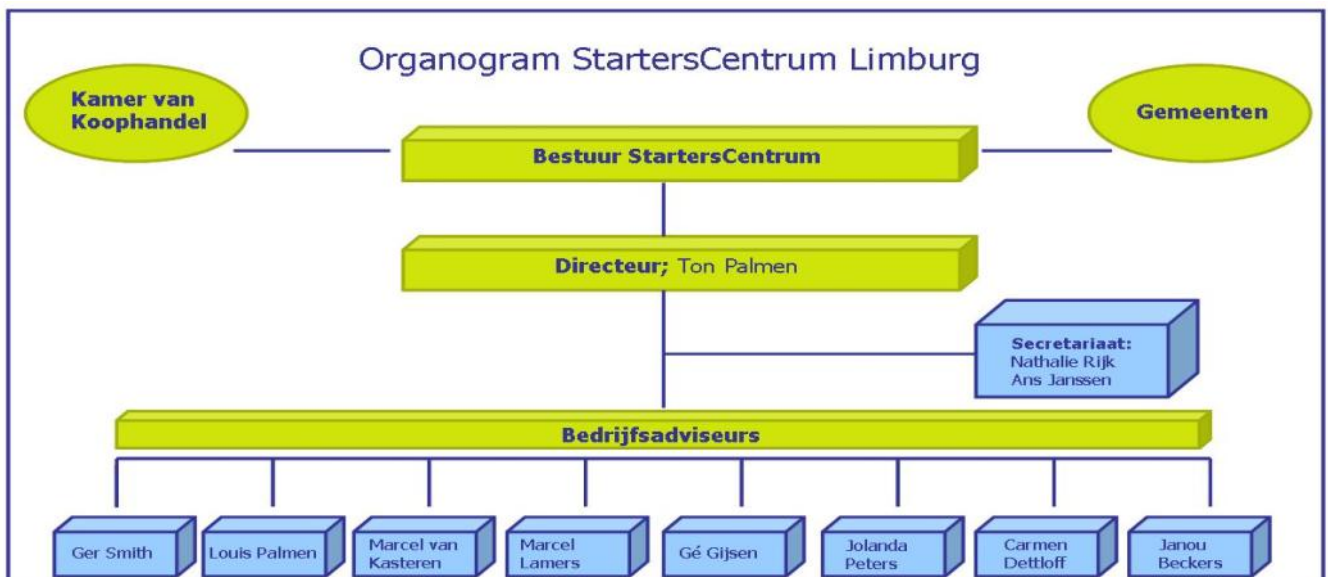 Organogram StartersCentrum Limburg
Kamer van
Koophandel
Gemeenten
Bestuur StartersCentrum
Directeur; Ton Palmen
Secretariaat:
Nathalie Rijk
Ans Janssen
Bedrijfsadviseurs
Ger Smith
Louis Palmen
Marcel van
Kasteren
Marcel
Lamers
Gé Gijsen
Jolanda
Peters
Carmen
Dettloff
Janou
Beckers